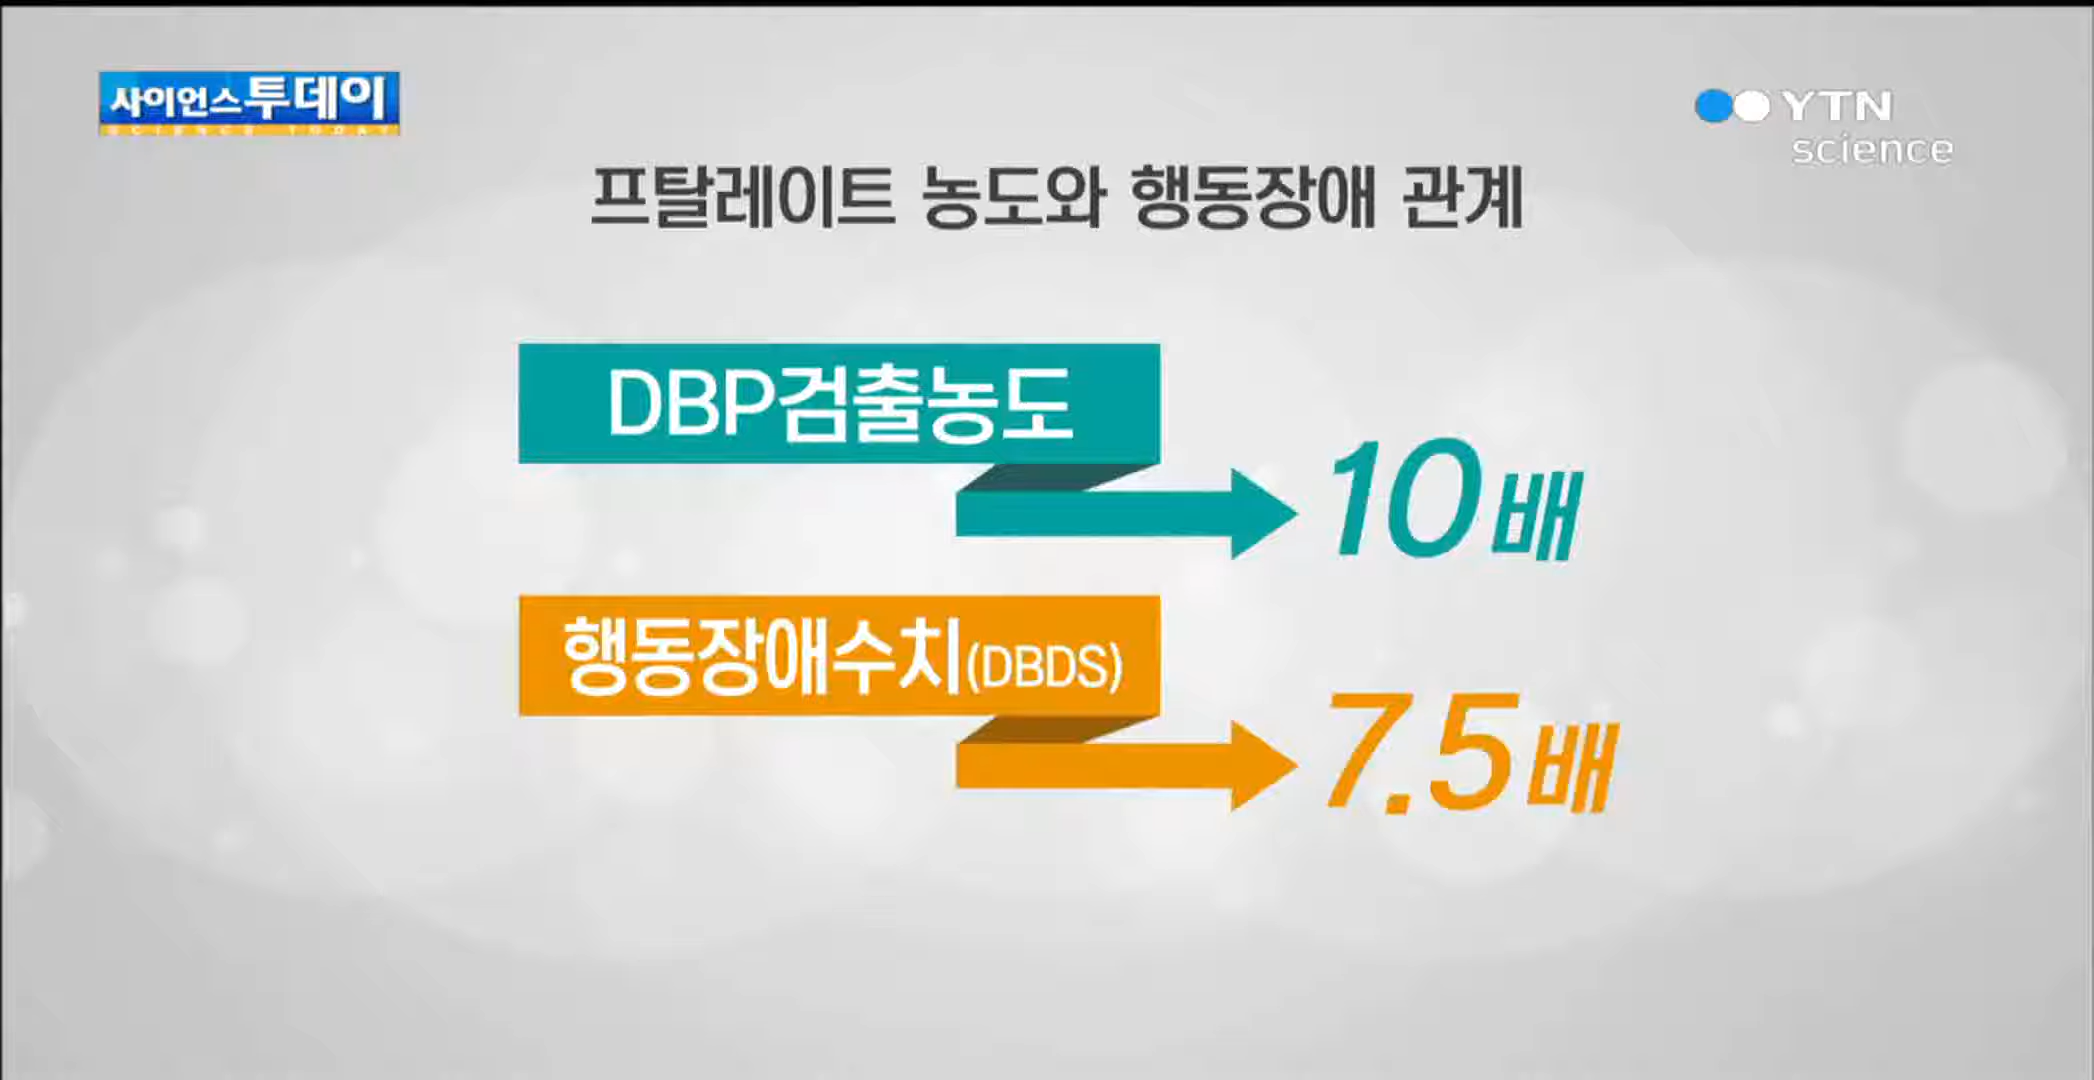 사이언스투데이
SCIENCE TODAY
YTN
science
프탈레이트 농도와 행동장애 관계
DBP검출농도
10배
행동장애수치(DBDS)
7.5배